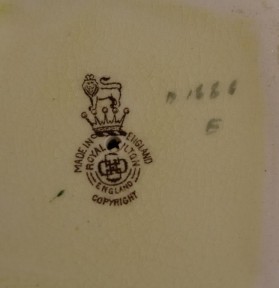 MADE IN ENGLAND
ROYAL DOULTON
ENGLAND
COPYRIGHT
E